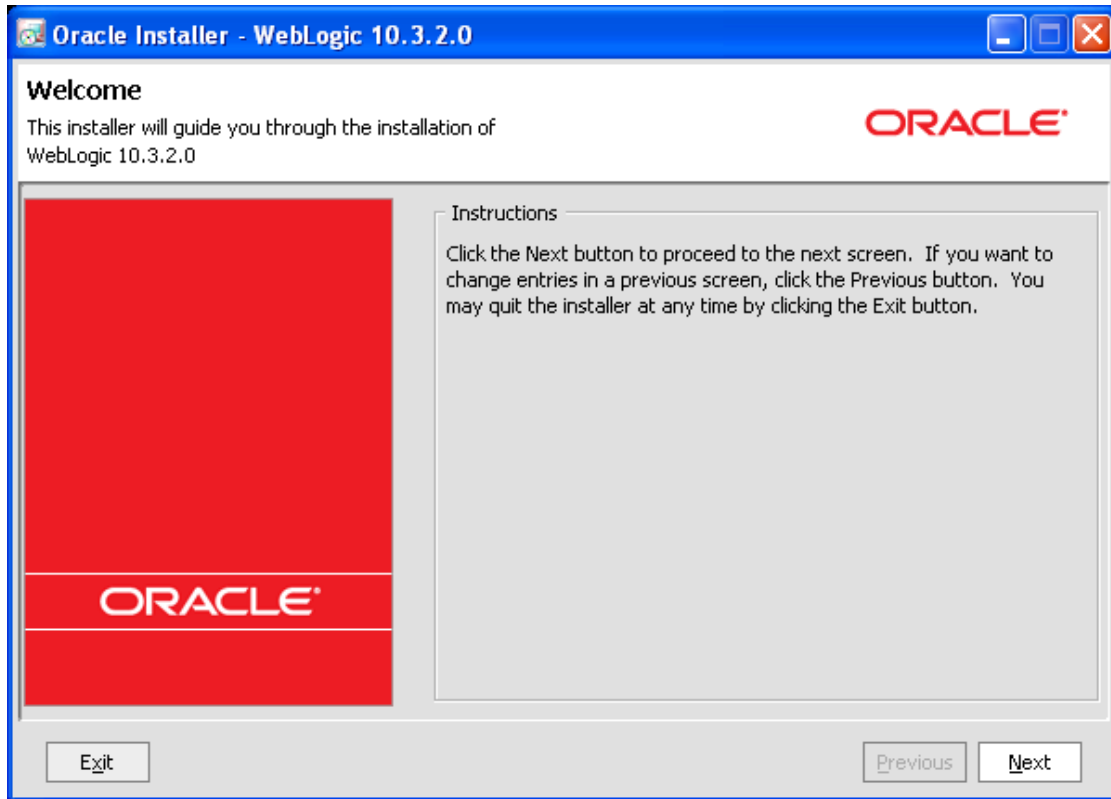 Oracle Installer - WebLogic 10.3.2.0
Welcome
This installer will guide you through the installation of
WebLogic 10.3.2.0
ORACLE
Instructions
Click the Next button to proceed to the next screen.  If you want to
change entries in a previous screen, click the Previous button.  You
may quit the installer at any time by clicking the Exit button.
ORACLE
Exit
Previous
Next